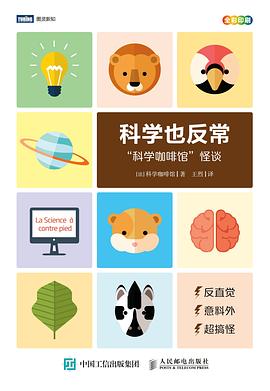 TURING 图灵新知
全彩印刷
科学也反常
“科学咖啡馆”怪谈
[法] 科学咖啡馆 | 著 王烈 | 译
La Science à
contre pied
反直觉
意料外
超搞怪
中国工信出版集团
人民邮电出版社
POSTS & TELECOM PRESS